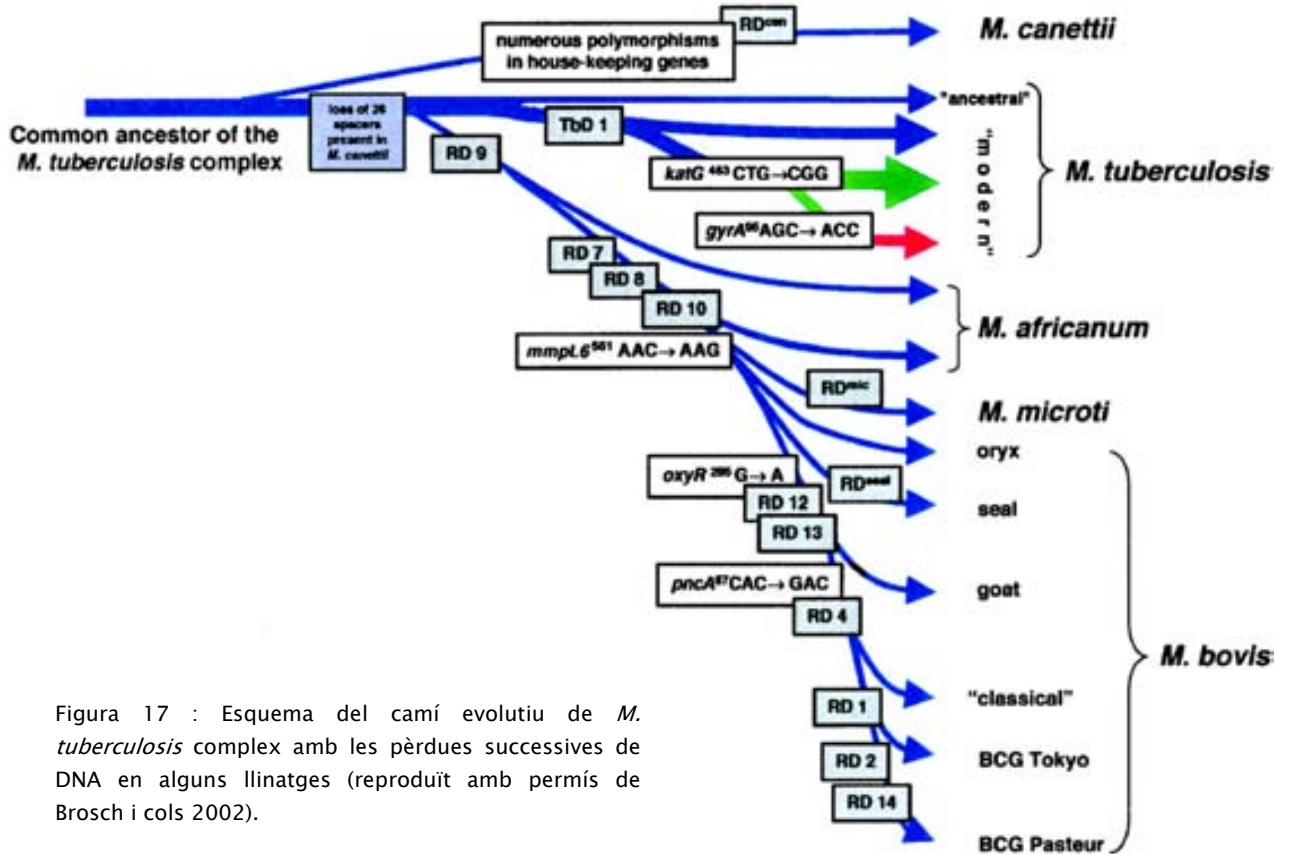 RDcan
numerous polymorphisms
in house-keeping genes
M. canettii
Common ancestor of the
M. tuberculosis complex
loss of 26
spacers
present in
M. canettii
"ancestral"
TbD 1
RD 9
"modern"
M. tuberculosis
katG 463 CTG→CGG
gyrA95AGC→ ACC
RD 7
RD 8
RD 10
M. africanum
mmpL6551 AAC→ AAG
RDmic
M. microti
oryx
oxyR 285 G→ A
RDseal
RD 12
seal
RD 13
pncA57CAC→ GAC
goat
RD 4
M. bovis
"classical"
RD 1
BCG Tokyo
RD 2
RD 14
BCG Pasteur
Figura 17 : Esquema del camí evolutiu de M.
tuberculosis complex amb les pèrdues successives de
DNA en alguns llinatges (reproduït amb permís de
Brosch i cols 2002).